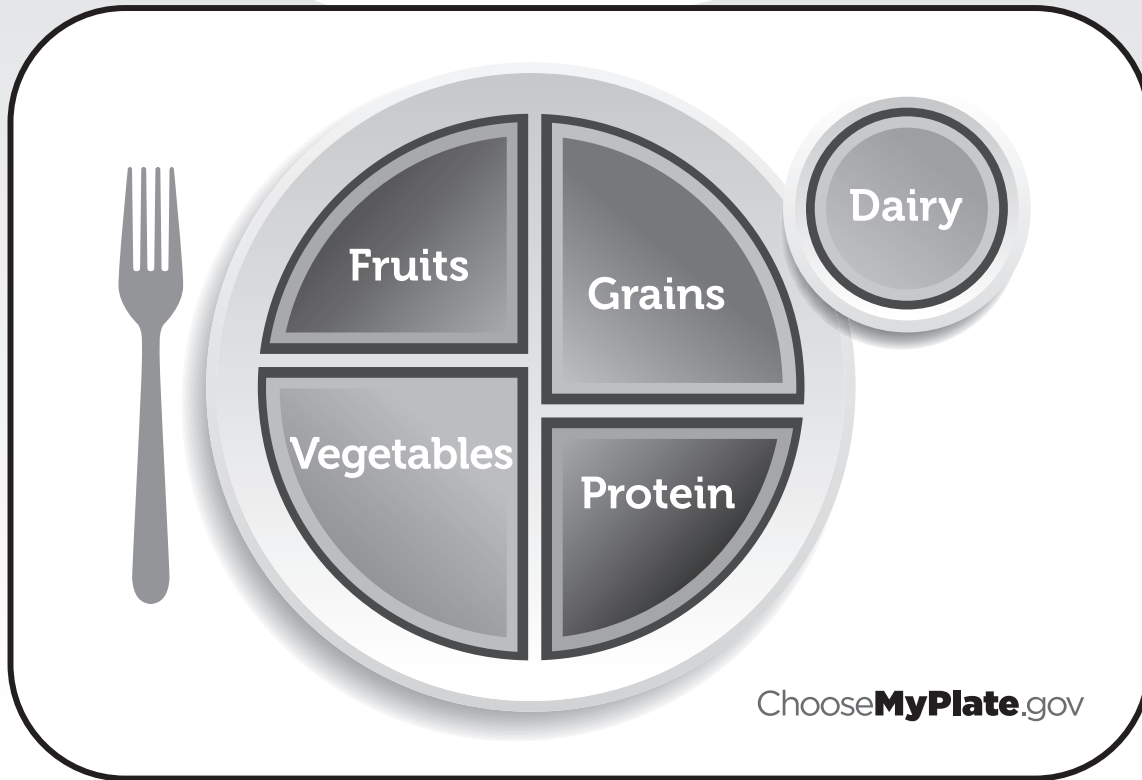 Fruits
Grains
Dairy
Vegetables
Protein
ChooseMyPlate.gov